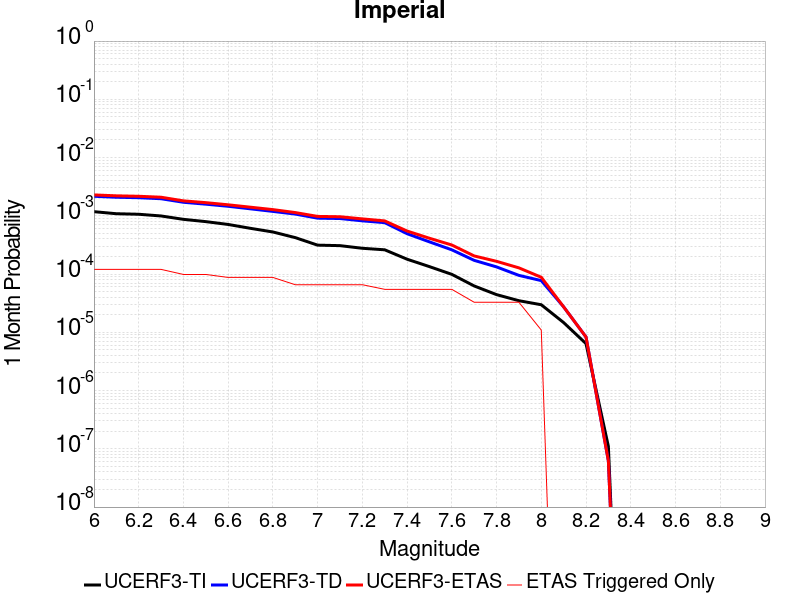 Imperial
10^0
10^-1
10^-2
10^-3
10^-4
10^-5
10^-6
10^-7
10^-8
1 Month Probability
6 6.2 6.4 6.6 6.8 7 7.2 7.4 7.6 7.8 8 8.2 8.4 8.6 8.8 9
Magnitude
UCERF3-TI UCERF3-TD UCERF3-ETAS ETAS Triggered Only